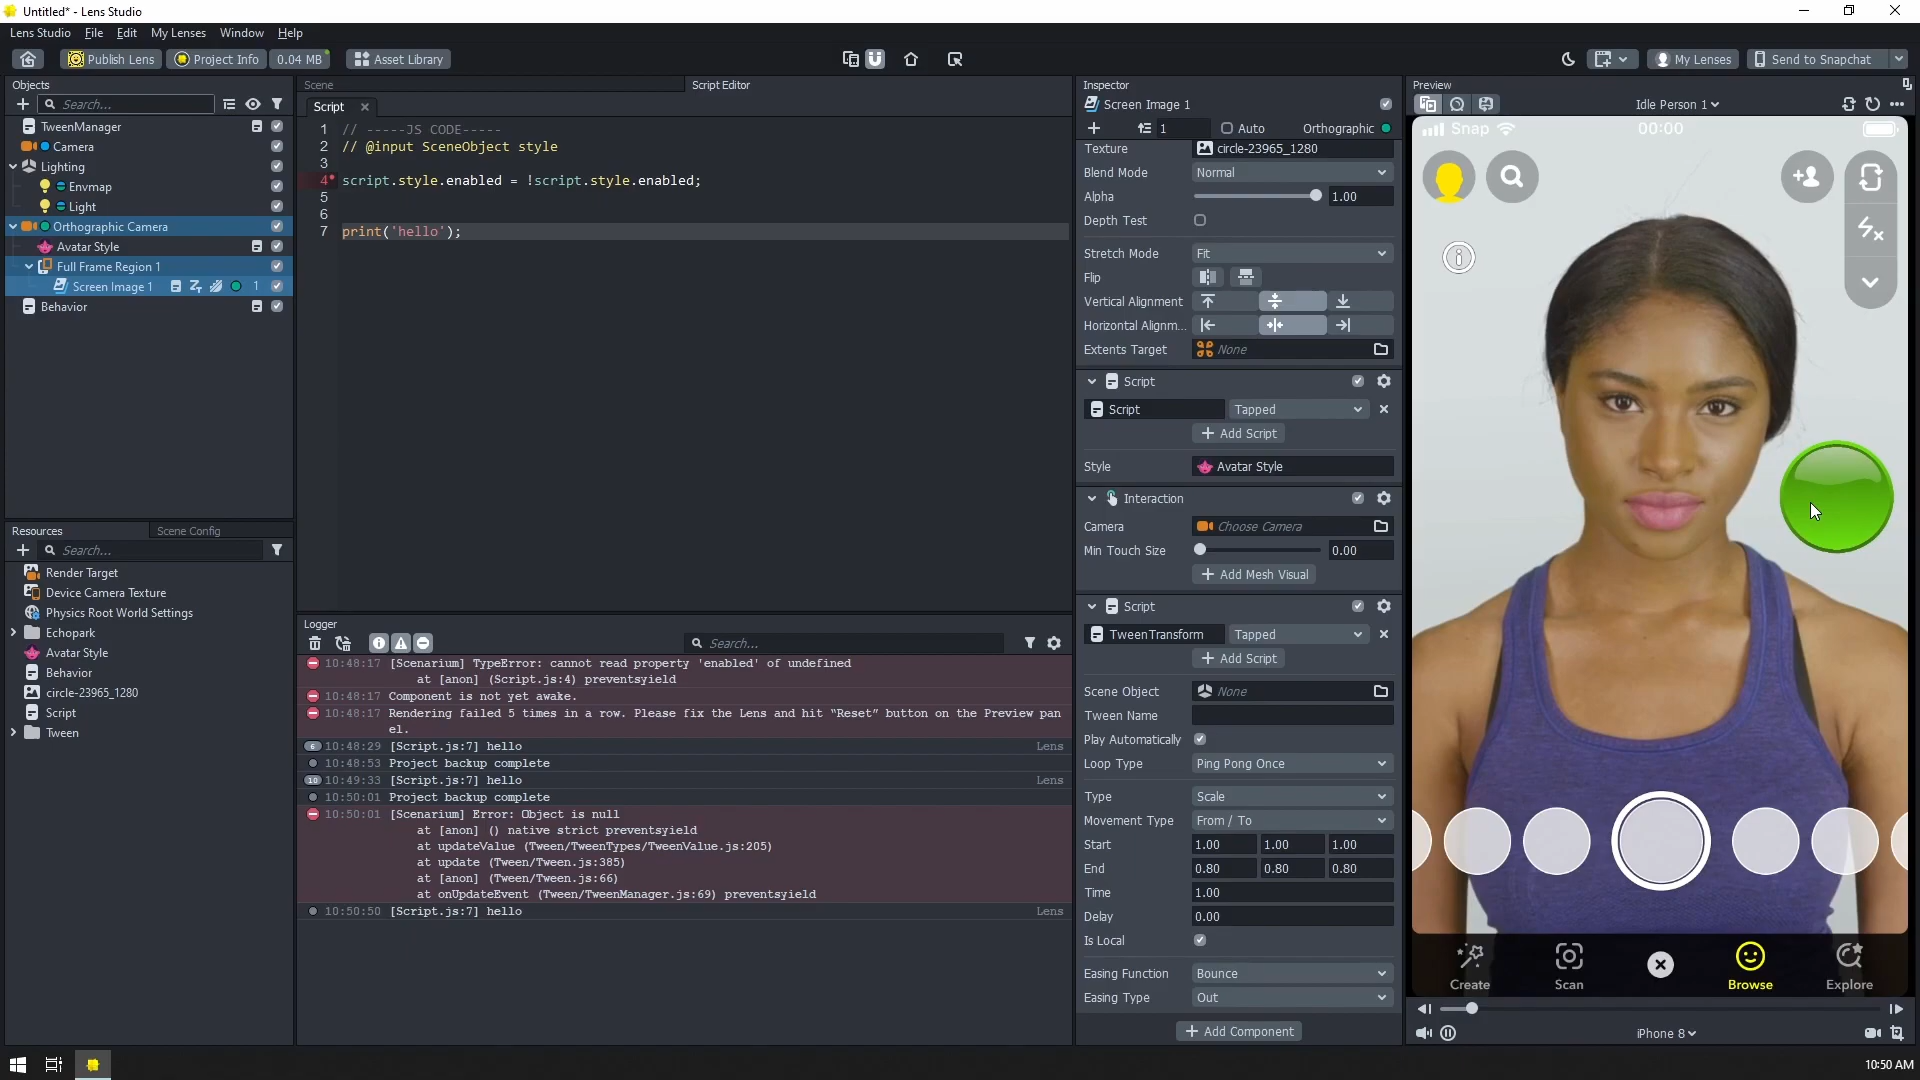 Untitled* - Lens Studio
Lens Studio File Edit My Lenses Window Help
Publish Lens Project Info 0.04 MB Asset Library
My Lenses Send to Snapchat
Objects
Search...
TweenManager
Camera
Lighting
Envmap
Light
Orthographic Camera
Avatar Style
Full Frame Region 1
Screen Image 1 1
Behavior
Resources Scene Config
Search...
Render Target
Device Camera Texture
Physics Root World Settings
Echopark
Avatar Style
Behavior
circle-23965_1280
Script
Tween
Scene Script Editor
Script
1 // -----JS CODE-----
2 // @input SceneObject style
3
4 script.style.enabled = !script.style.enabled;
5
6
7 print('hello');
Logger
Search...
10:48:17 [Scenarium] TypeError: cannot read property 'enabled' of undefined
at [anon] (Script.js:4) preventsyield
10:48:17 Component is not yet awake.
10:48:17 Rendering failed 5 times in a row. Please fix the Lens and hit “Reset” button on the Preview pan
el.
6 10:48:29 [Script.js:7] hello Lens
10:48:53 Project backup complete
10 10:49:33 [Script.js:7] hello Lens
10:50:01 Project backup complete
10:50:01 [Scenarium] Error: Object is null
at [anon] () native strict preventsyield
at updateValue (Tween/TweenTypes/TweenValue.js:205)
at update (Tween/Tween.js:385)
at [anon] (Tween/Tween.js:66)
at onUpdateEvent (Tween/TweenManager.js:69) preventsyield
10:50:50 [Script.js:7] hello Lens
Inspector
Screen Image 1
1 Auto Orthographic
Texture circle-23965_1280
Blend Mode Normal
Alpha 1.00
Depth Test
Stretch Mode Fit
Flip
Vertical Alignment
Horizontal Alignm...
Extents Target None
Script
Script Tapped
Add Script
Style Avatar Style
Interaction
Camera Choose Camera
Min Touch Size 0.00
Add Mesh Visual
Script
TweenTransform Tapped
Add Script
Scene Object None
Tween Name
Play Automatically
Loop Type Ping Pong Once
Type Scale
Movement Type From / To
Start 1.00 1.00 1.00
End 0.80 0.80 0.80
Time 1.00
Delay 0.00
Is Local
Easing Function Bounce
Easing Type Out
Add Component
Preview
Idle Person 1
Snap 00:00
Create Scan Browse Explore
iPhone 8
10:50 AM